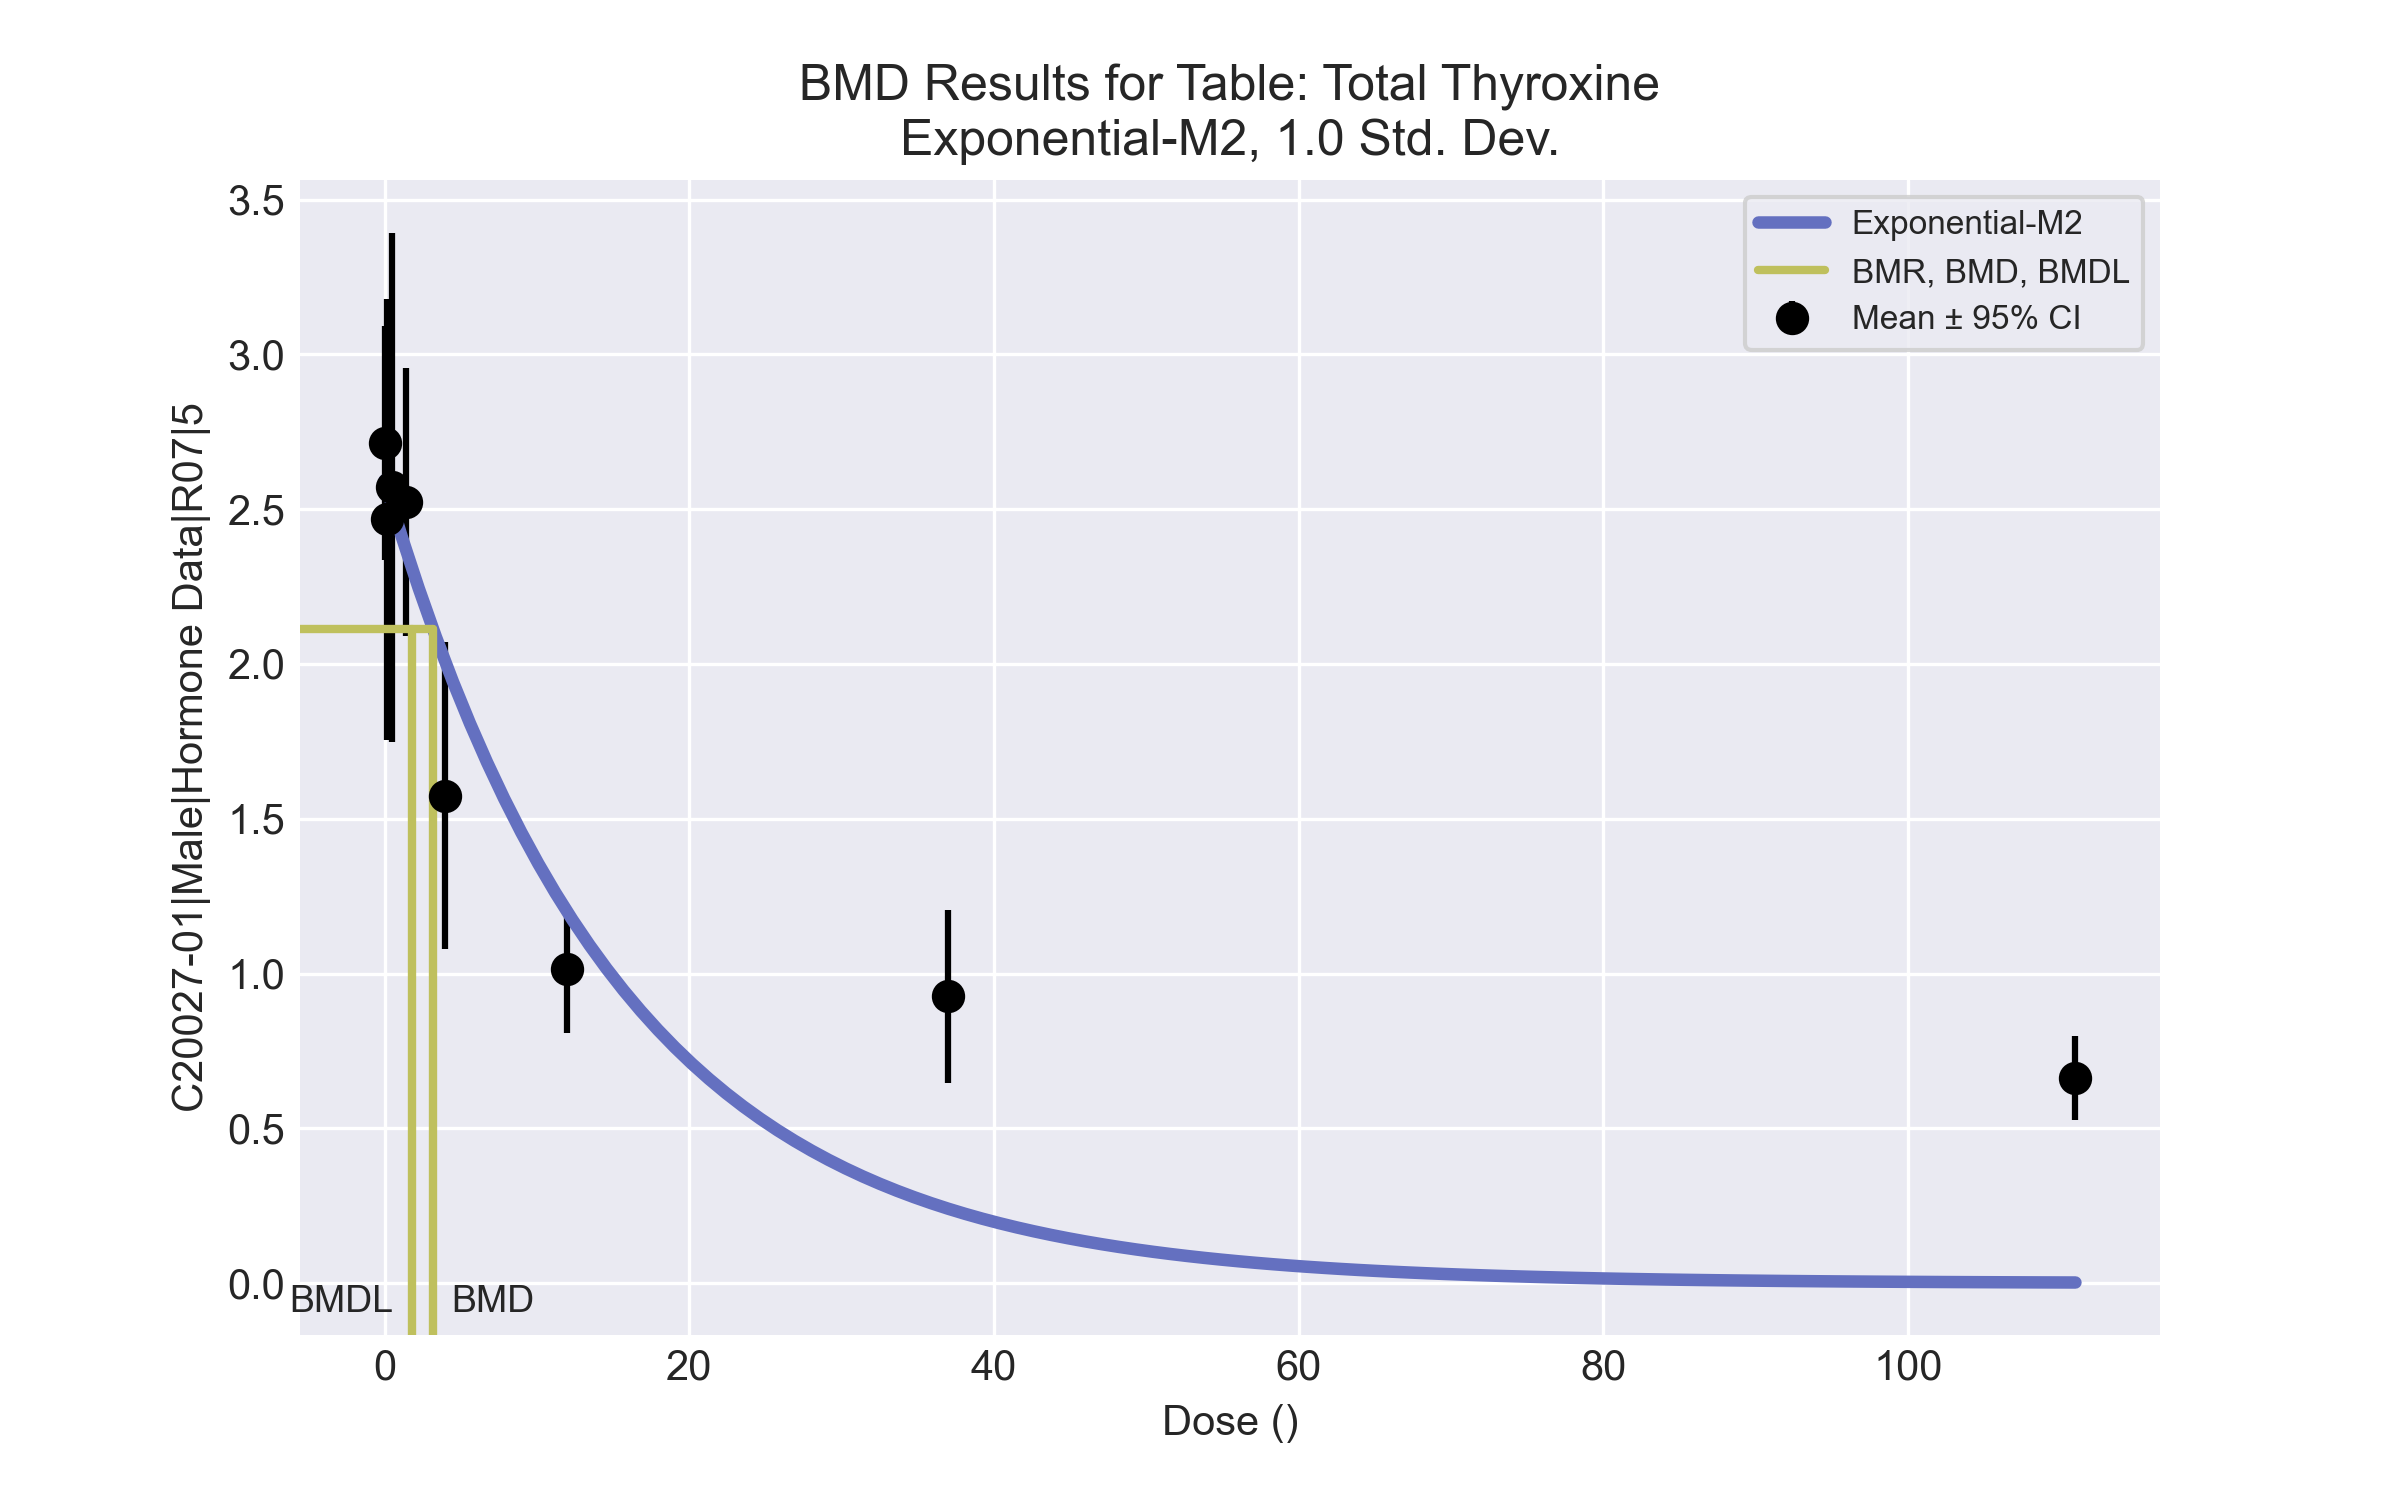 BMD Results for Table: Total Thyroxine
Exponential-M2, 1.0 Std. Dev.
Exponential-M2
BMR, BMD, BMDL
Mean ± 95% CI
C20027-01|Male|Hormone Data|R07|5
3.5
3.0
2.5
2.0
1.5
1.0
0.5
0.0
BMDL
BMD
0
20
40
60
80
100
Dose ()